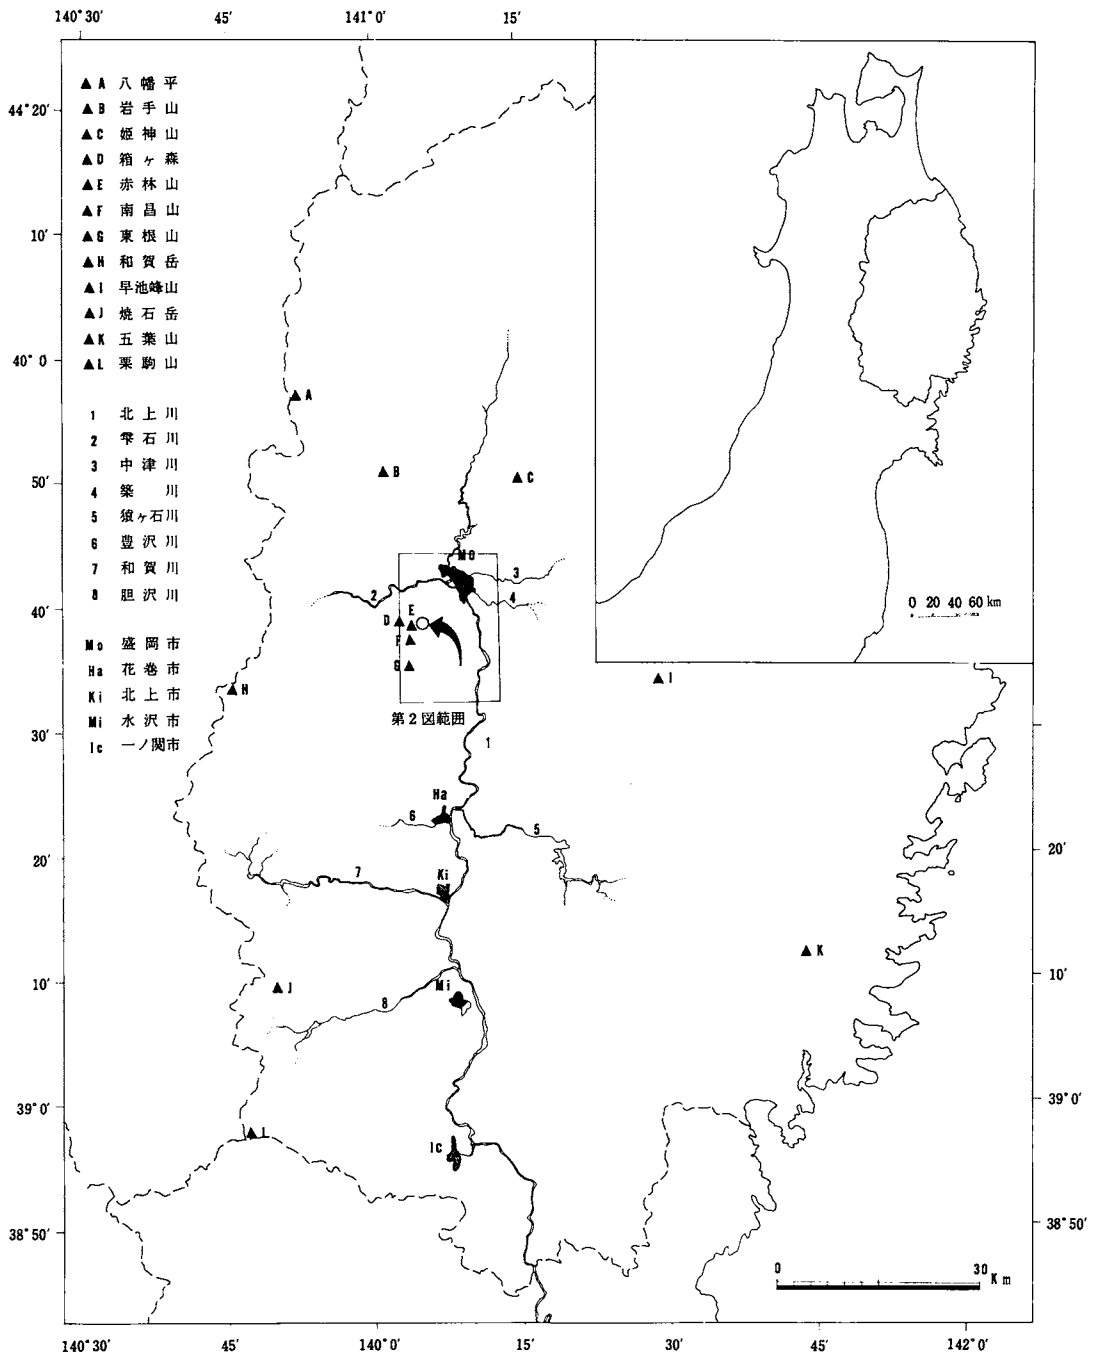 140°30′ 45′ 141°0′ 15′
44°20′
10′
40°0
50′
40′
30′
20′
10′
39°0′
38°50′
▲A 八幡平
▲B 岩手山
▲C 姫神山
▲D 箱ヶ森
▲E 赤林山
▲F 南昌山
▲G 東根山
▲H 和賀岳
▲I 早池峰山
▲J 焼石岳
▲K 五葉山
▲L 栗駒山
1 北上川
2 雫石川
3 中津川
4 築川
5 猿ヶ石川
6 豊沢川
7 和賀川
8 胆沢川
Mo 盛岡市
Ha 花巻市
Ki 北上市
Mi 水沢市
Ic 一ノ関市
0 20 40 60 km
A
B
C
Mo
3
2
4
D
E
F
G
H
I
第2図範囲
1
Ha
6
5
7
Ki
K
J
Mi
8
L
Ic
20′
10′
39°0′
38°50′
0 30 Km
140°30′ 45′ 140°0′ 15′ 30′ 45′ 142°0′